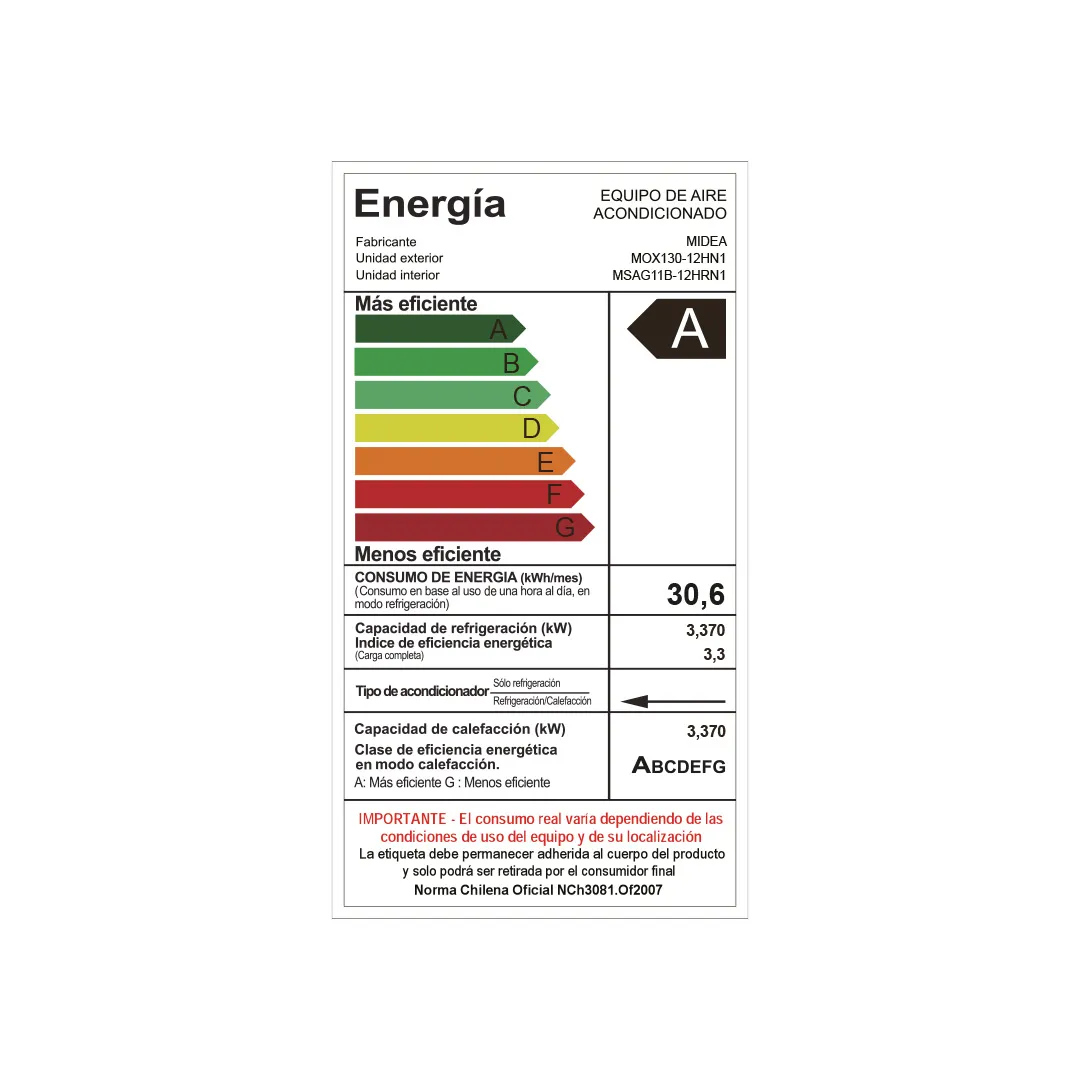 Energía
EQUIPO DE AIRE
ACONDICIONADO
Fabricante MIDEA
Unidad exterior MOX130-12HN1
Unidad interior MSAG11B-12HRN1
Más eficiente
A
A
B
C
D
E
F
G
Menos eficiente
CONSUMO DE ENERGIA (kWh/mes)
(Consumo en base al uso de una hora al día, en
modo refrigeración)
30,6
Capacidad de refrigeración (kW) 3,370
Indice de eficiencia energética
(Carga completa) 3,3
Tipo de acondicionador
Sólo refrigeración
Refrigeración/Calefacción
Capacidad de calefacción (kW) 3,370
Clase de eficiencia energética
en modo calefacción.
ABCDEFG
A: Más eficiente G : Menos eficiente
IMPORTANTE - El consumo real varía dependiendo de las
condiciones de uso del equipo y de su localización
La etiqueta debe permanecer adherida al cuerpo del producto
y solo podrá ser retirada por el consumidor final
Norma Chilena Oficial NCh3081.Of2007